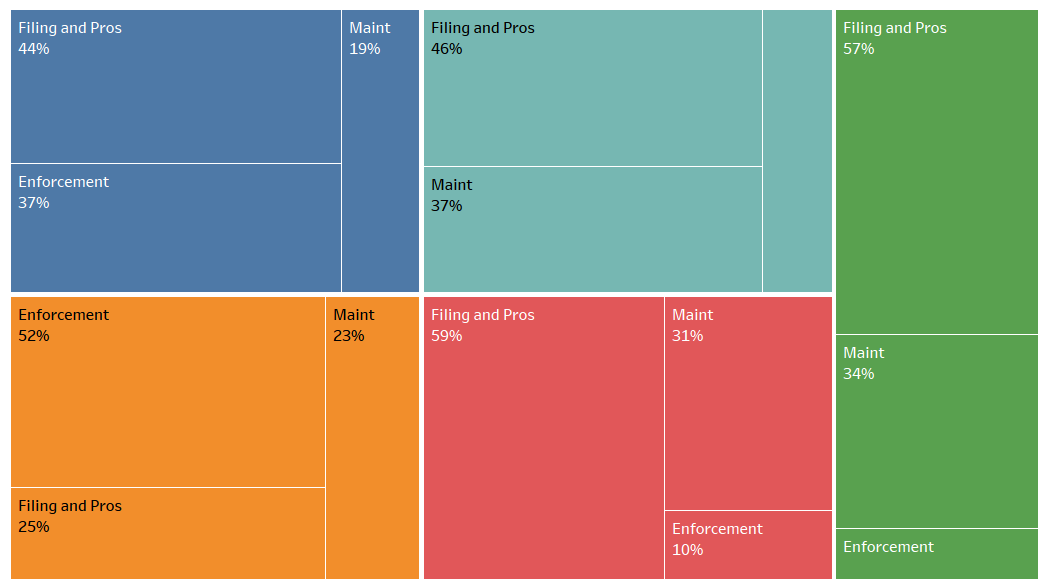 Filing and Pros
44%
Maint
19%
Enforcement
37%
Filing and Pros
46%
Maint
37%
Filing and Pros
57%
Maint
34%
Enforcement
Enforcement
52%
Maint
23%
Filing and Pros
25%
Filing and Pros
59%
Maint
31%
Enforcement
10%